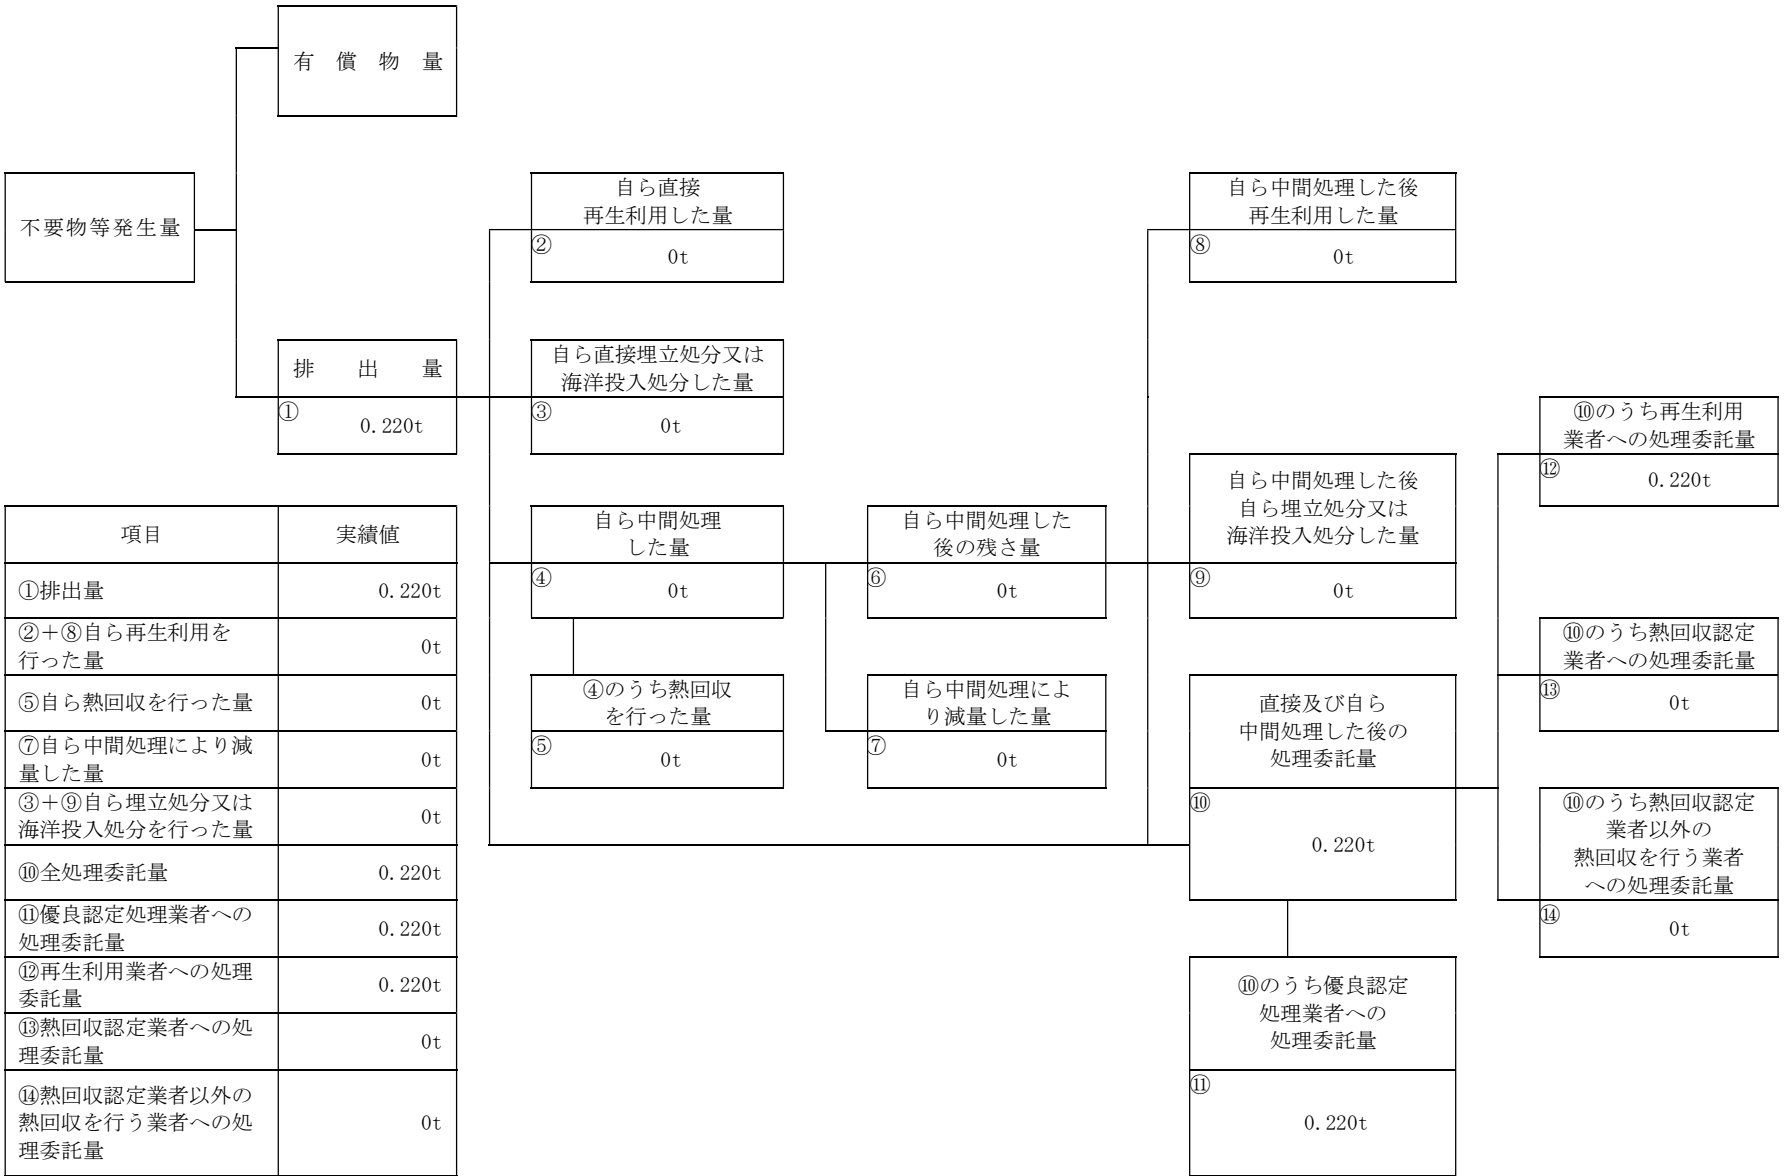 有償物量
不要物等発生量
自ら直接
再生利用した量
② 0t
自ら中間処理した後
再生利用した量
⑧ 0t
排出量
① 0.220t
自ら直接埋立処分又は
海洋投入処分した量
③ 0t
⑩のうち再生利用
業者への処理委託量
⑫ 0.220t
自ら中間処理
した量
④ 0t
自ら中間処理した
後の残さ量
⑥ 0t
自ら中間処理した後
自ら埋立処分又は
海洋投入処分した量
⑨ 0t
⑩のうち熱回収認定
業者への処理委託量
⑬ 0t
④のうち熱回収
を行った量
⑤ 0t
自ら中間処理によ
り減量した量
⑦ 0t
直接及び自ら
中間処理した後の
処理委託量
⑩
0.220t
⑩のうち熱回収認定
業者以外の
熱回収を行う業者
への処理委託量
⑭ 0t
⑩のうち優良認定
処理業者への
処理委託量
⑪
0.220t
項目 実績値
①排出量 0.220t
②＋⑧自ら再生利用を
行った量 0t
⑤自ら熱回収を行った量 0t
⑦自ら中間処理により減
量した量 0t
③＋⑨自ら埋立処分又は
海洋投入処分を行った量 0t
⑩全処理委託量 0.220t
⑪優良認定処理業者への
処理委託量 0.220t
⑫再生利用業者への処理
委託量 0.220t
⑬熱回収認定業者への処
理委託量 0t
⑭熱回収認定業者以外の
熱回収を行う業者への処 0t
理委託量